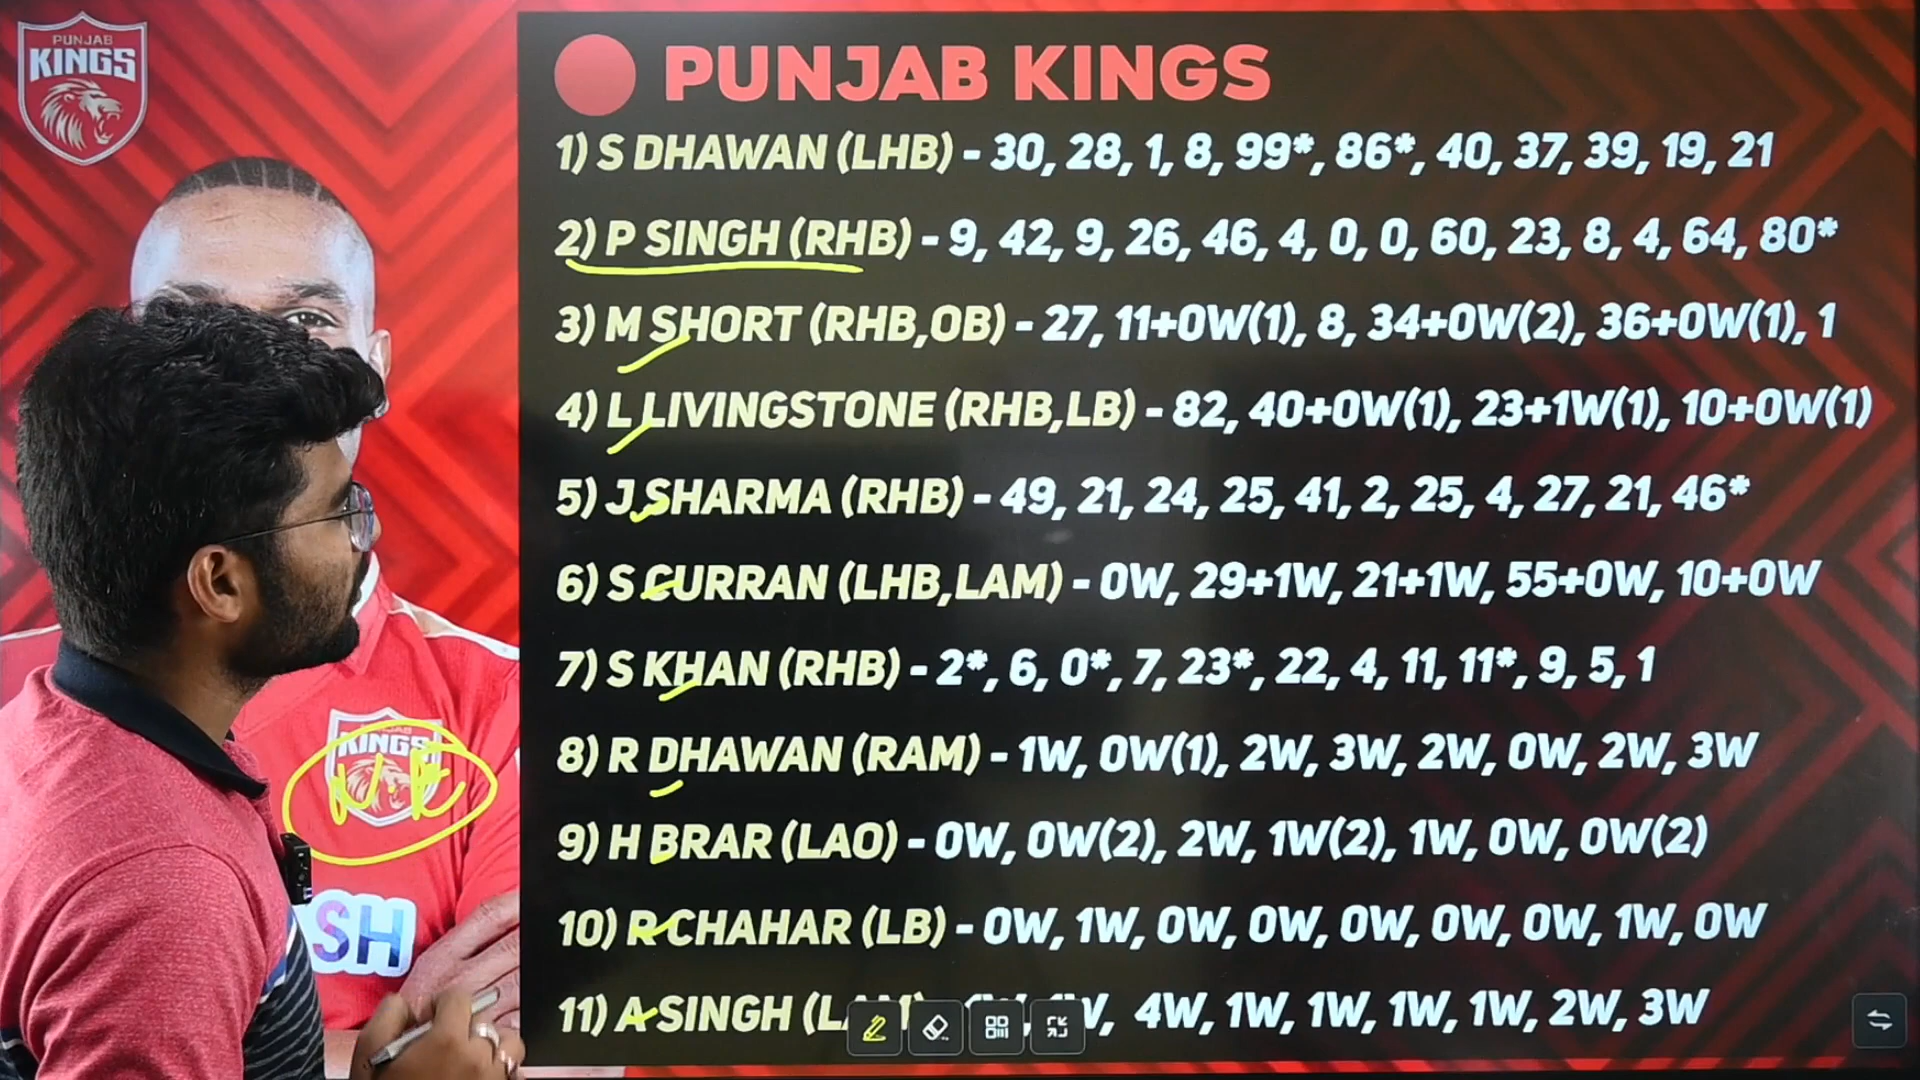 PUNJAB
KINGS
PUNJAB KINGS
1) S DHAWAN (LHB) - 30, 28, 1, 8, 99*, 86*, 40, 37, 39, 19, 21
2) P SINGH (RHB) - 9, 42, 9, 26, 46, 4, 0, 0, 60, 23, 8, 4, 64, 80*
3) M SHORT (RHB,OB) - 27, 11+0W(1), 8, 34+0W(2), 36+0W(1), 1
4) L LIVINGSTONE (RHB,LB) - 82, 40+0W(1), 23+1W(1), 10+0W(1)
5) J SHARMA (RHB) - 49, 21, 24, 25, 41, 2, 25, 4, 27, 21, 46*
6) S CURRAN (LHB,LAM) - 0W, 29+1W, 21+1W, 55+0W, 10+0W
7) S KHAN (RHB) - 2*, 6, 0*, 7, 23*, 22, 4, 11, 11*, 9, 5, 1
KINGS
8) R DHAWAN (RAM) - 1W, 0W(1), 2W, 3W, 2W, 0W, 2W, 3W
9) H BRAR (LAO) - 0W, 0W(2), 2W, 1W(2), 1W, 0W, 0W(2)
SH
10) R CHAHAR (LB) - 0W, 1W, 0W, 0W, 0W, 0W, 0W, 1W, 0W
11) A SINGH 4W, 1W, 1W, 1W, 1W, 2W, 3W